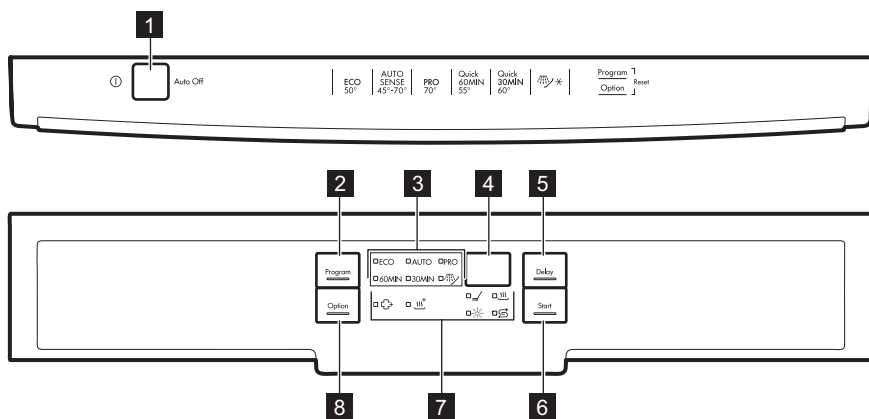 1
Auto Off
ECO
50°
AUTO
SENSE
45°-70°
PRO
70°
Quick
60MIN
55°
Quick
30MIN
60°
Program
Option
Reset
2
3
4
5
Program
ECO AUTO PRO
60MIN 30MIN
Delay
Option
Start
8
7
6